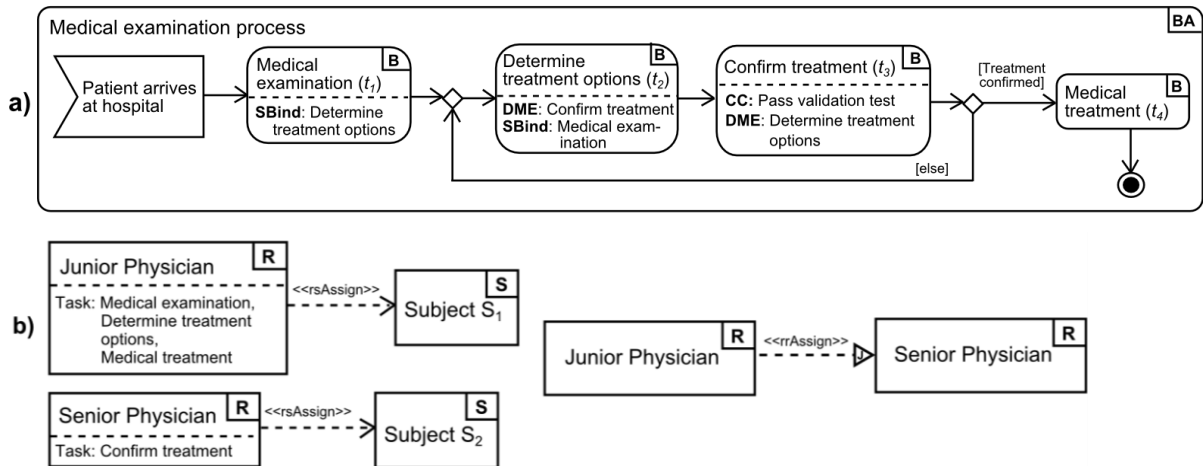 Medical examination process
BA
a)
Patient arrives
at hospital
B
Medical
examination (t1)
SBind: Determine
treatment options
B
Determine
treatment options (t2)
DME: Confirm treatment
SBind: Medical exam-
ination
B
Confirm treatment (t3)
CC: Pass validation test
DME: Determine treatment
options
[Treatment
confirmed]
[else]
B
Medical
treatment (t4)
b)
R
Junior Physician
Task: Medical examination,
Determine treatment
options,
Medical treatment
<<rsAssign>>
S
Subject S1
R
Senior Physician
Task: Confirm treatment
<<rsAssign>>
S
Subject S2
R
Junior Physician
<<rrAssign>>
J
R
Senior Physician